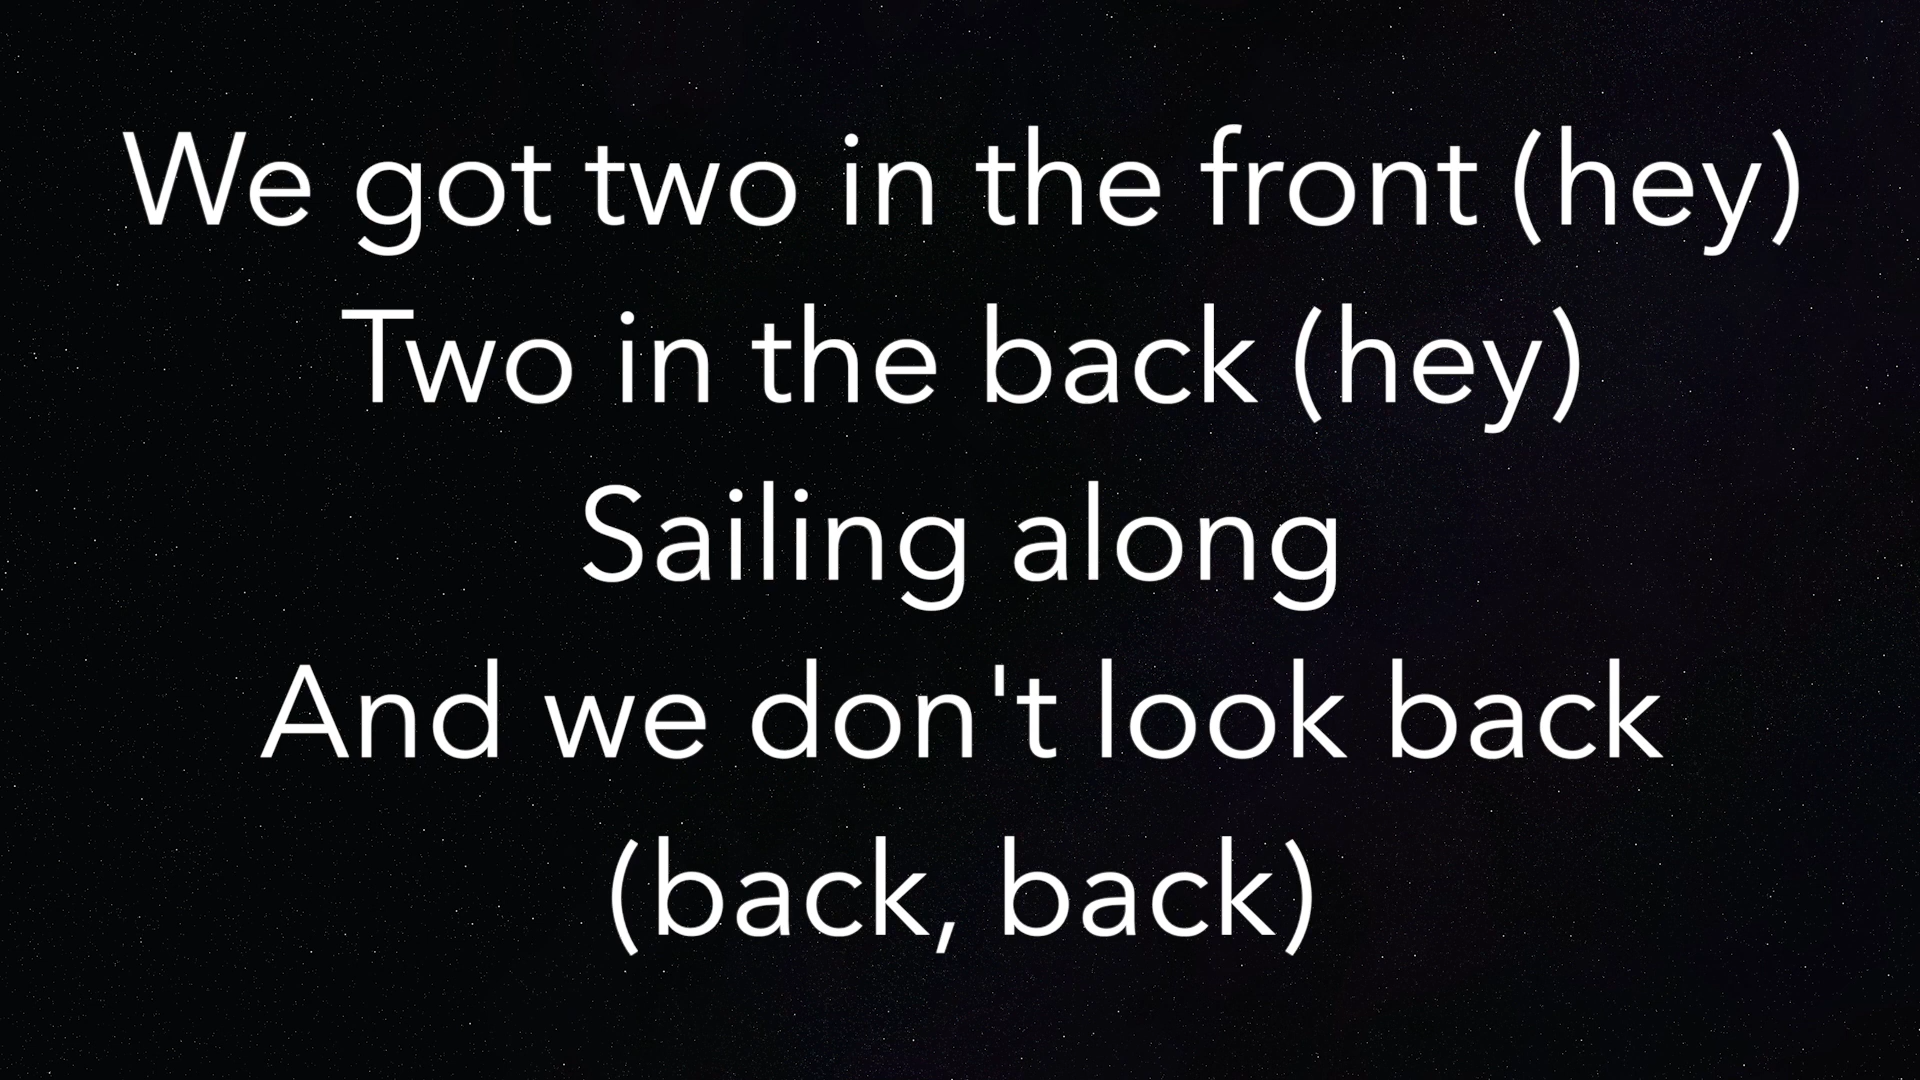 We got two in the front (hey)
Two in the back (hey)
Sailing along
And we don't look back
(back, back)